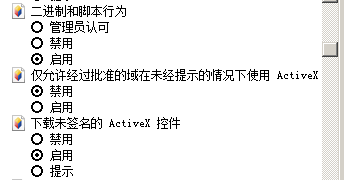 二进制和脚本行为
管理员认可
禁用
启用
仅允许经过批准的域在未经提示的情况下使用 ActiveX
禁用
启用
下载未签名的 ActiveX 控件
禁用
启用
提示